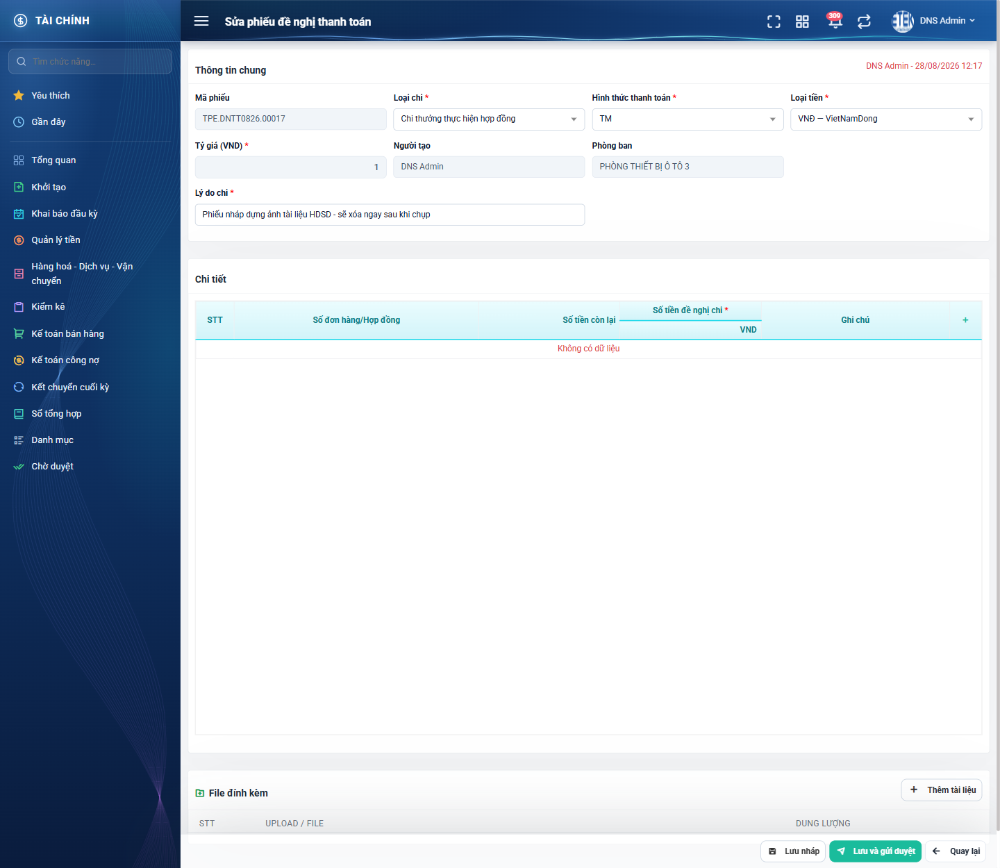 TÀI CHÍNH
Sửa phiếu đề nghị thanh toán
309
DNS Admin
Tìm chức năng...
Yêu thích
Gần đây
Tổng quan
Khởi tạo
Khai báo đầu kỳ
Quản lý tiền
Hàng hoá - Dịch vụ - Vận
chuyển
Kiểm kê
Kế toán bán hàng
Kế toán công nợ
Kết chuyển cuối kỳ
Sổ tổng hợp
Danh mục
Chờ duyệt
Thông tin chung
DNS Admin - 28/08/2026 12:17
Mã phiếu
Loại chi *
Hình thức thanh toán *
Loại tiền *
TPE.DNTT0826.00017
Chi thưởng thực hiện hợp đồng
TM
VNĐ — VietNamDong
Tỷ giá (VND) *
Người tạo
Phòng ban
1
DNS Admin
PHÒNG THIẾT BỊ Ô TÔ 3
Lý do chi *
Phiếu nháp dựng ảnh tài liệu HDSD - sẽ xóa ngay sau khi chụp
Chi tiết
STT
Số đơn hàng/Hợp đồng
Số tiền còn lại
Số tiền đề nghị chi *
VND
Ghi chú
+
Không có dữ liệu
File đính kèm
+ Thêm tài liệu
STT
UPLOAD / FILE
DUNG LƯỢNG
Lưu nháp
Lưu và gửi duyệt
Quay lại